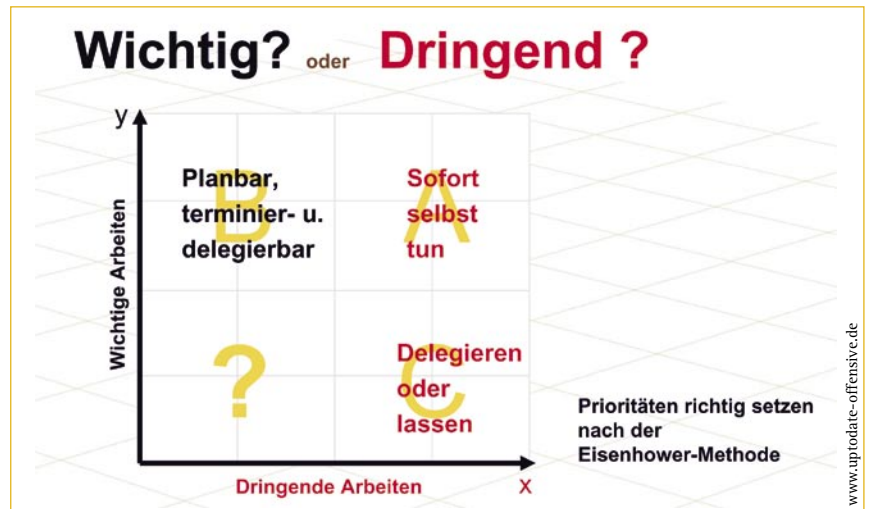 Wichtig? oder Dringend ?
y
Wichtige Arbeiten
B
Planbar,
terminier- u.
delegierbar
A
Sofort
selbst
tun
?
C
Delegieren
oder
lassen
Dringende Arbeiten
x
Prioritäten richtig setzen
nach der
Eisenhower-Methode
www.uptodate-offensive.de